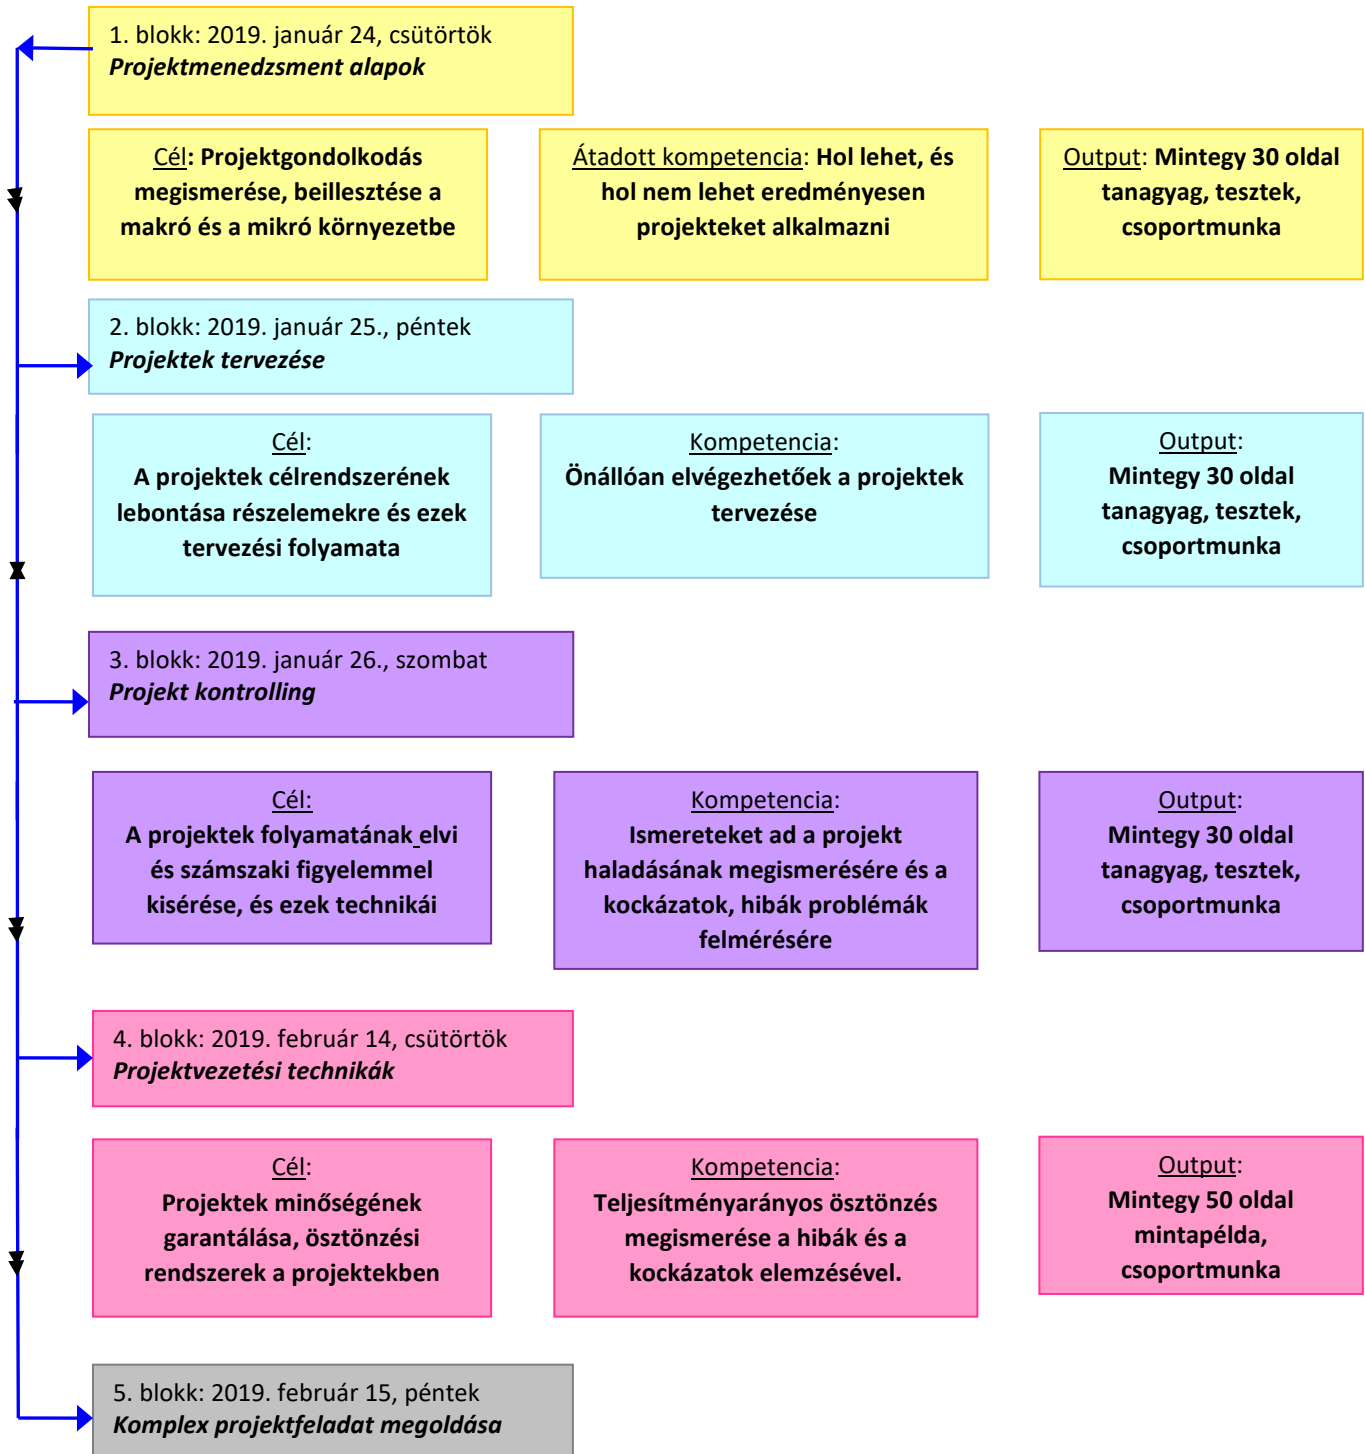 1. blokk: 2019. január 24, csütörtök
Projektmenedzsment alapok
Cél: Projektgondolkodás
megismerése, beillesztése a
makró és a mikró környezetbe
Átadott kompetencia: Hol lehet, és
hol nem lehet eredményesen
projekteket alkalmazni
Output: Mintegy 30 oldal
tanagyag, tesztek,
csoportmunka
2. blokk: 2019. január 25., péntek
Projektek tervezése
Cél:
A projektek célrendszerének
lebontása részelemekre és ezek
tervezési folyamata
Kompetencia:
Önállóan elvégezhetőek a projektek
tervezése
Output:
Mintegy 30 oldal
tanagyag, tesztek,
csoportmunka
3. blokk: 2019. január 26., szombat
Projekt kontrolling
Cél:
A projektek folyamatának elvi
és számszaki figyelemmel
kisérése, és ezek technikái
Kompetencia:
Ismereteket ad a projekt
haladásának megismerésére és a
kockázatok, hibák problémák
felmérésére
Output:
Mintegy 30 oldal
tanagyag, tesztek,
csoportmunka
4. blokk: 2019. február 14, csütörtök
Projektvezetési technikák
Cél:
Projektek minőségének
garantálása, ösztönzési
rendszerek a projektekben
Kompetencia:
Teljesítményarányos ösztönzés
megismerése a hibák és a
kockázatok elemzésével.
Output:
Mintegy 50 oldal
mintapélda,
csoportmunka
5. blokk: 2019. február 15, péntek
Komplex projektfeladat megoldása